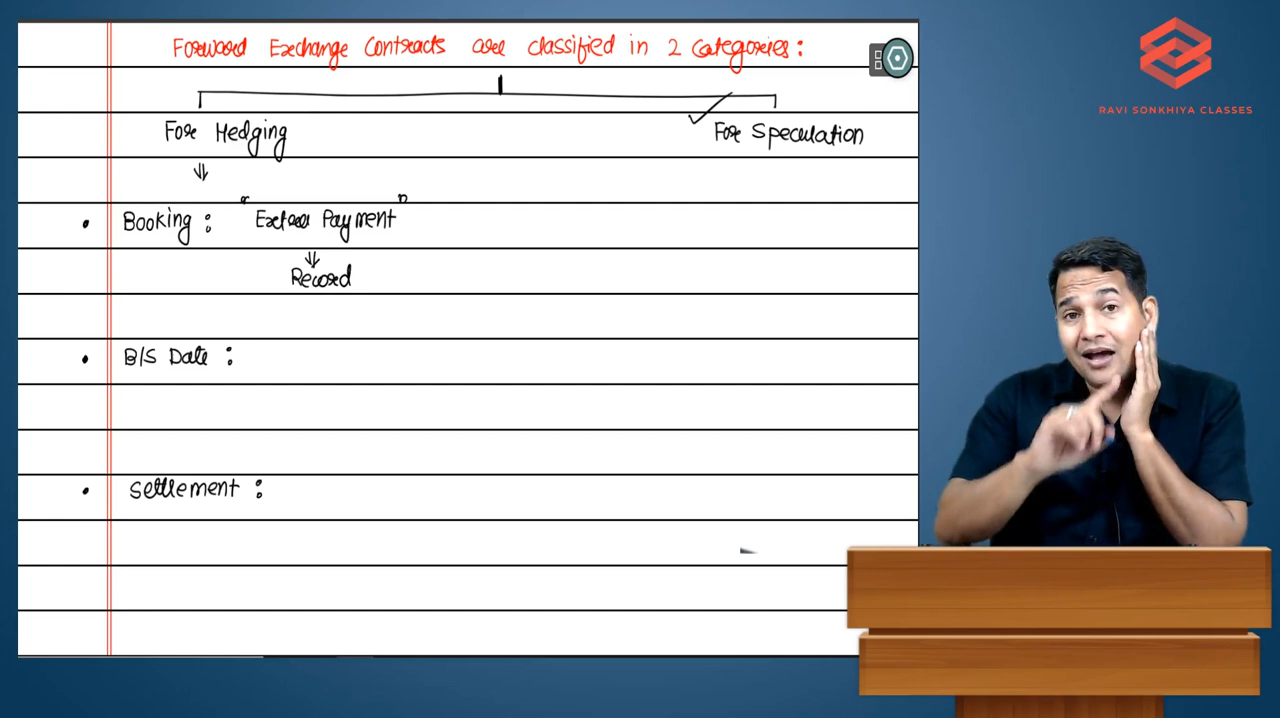 Forward Exchange Contracts are classified in 2 categories:
RAVI SONKHIYA CLASSES
For Hedging
For Speculation
• Booking: "Extra Payment"
Record
• B/S Date:
• Settlement: